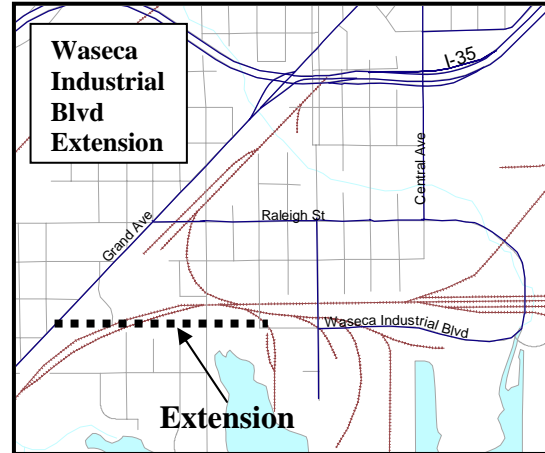 Waseca
Industrial
Blvd
Extension
I-35
Central Ave
Raleigh St
Grand Ave
Waseca Industrial Blvd
Extension